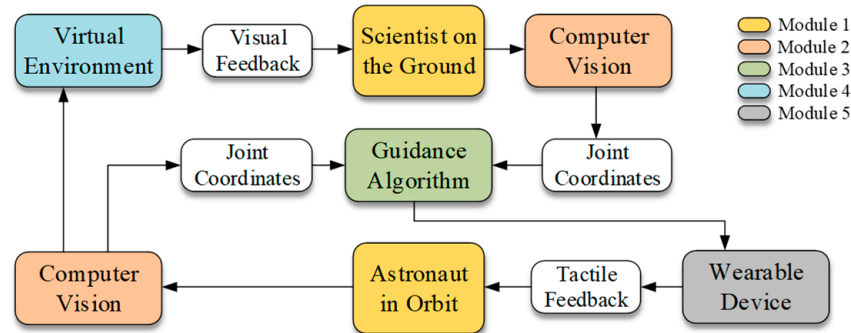 Virtual
Environment
Visual
Feedback
Scientist on
the Ground
Computer
Vision
Module 1
Module 2
Module 3
Module 4
Module 5
Joint
Coordinates
Guidance
Algorithm
Joint
Coordinates
Computer
Vision
Astronaut
in Orbit
Tactile
Feedback
Wearable
Device